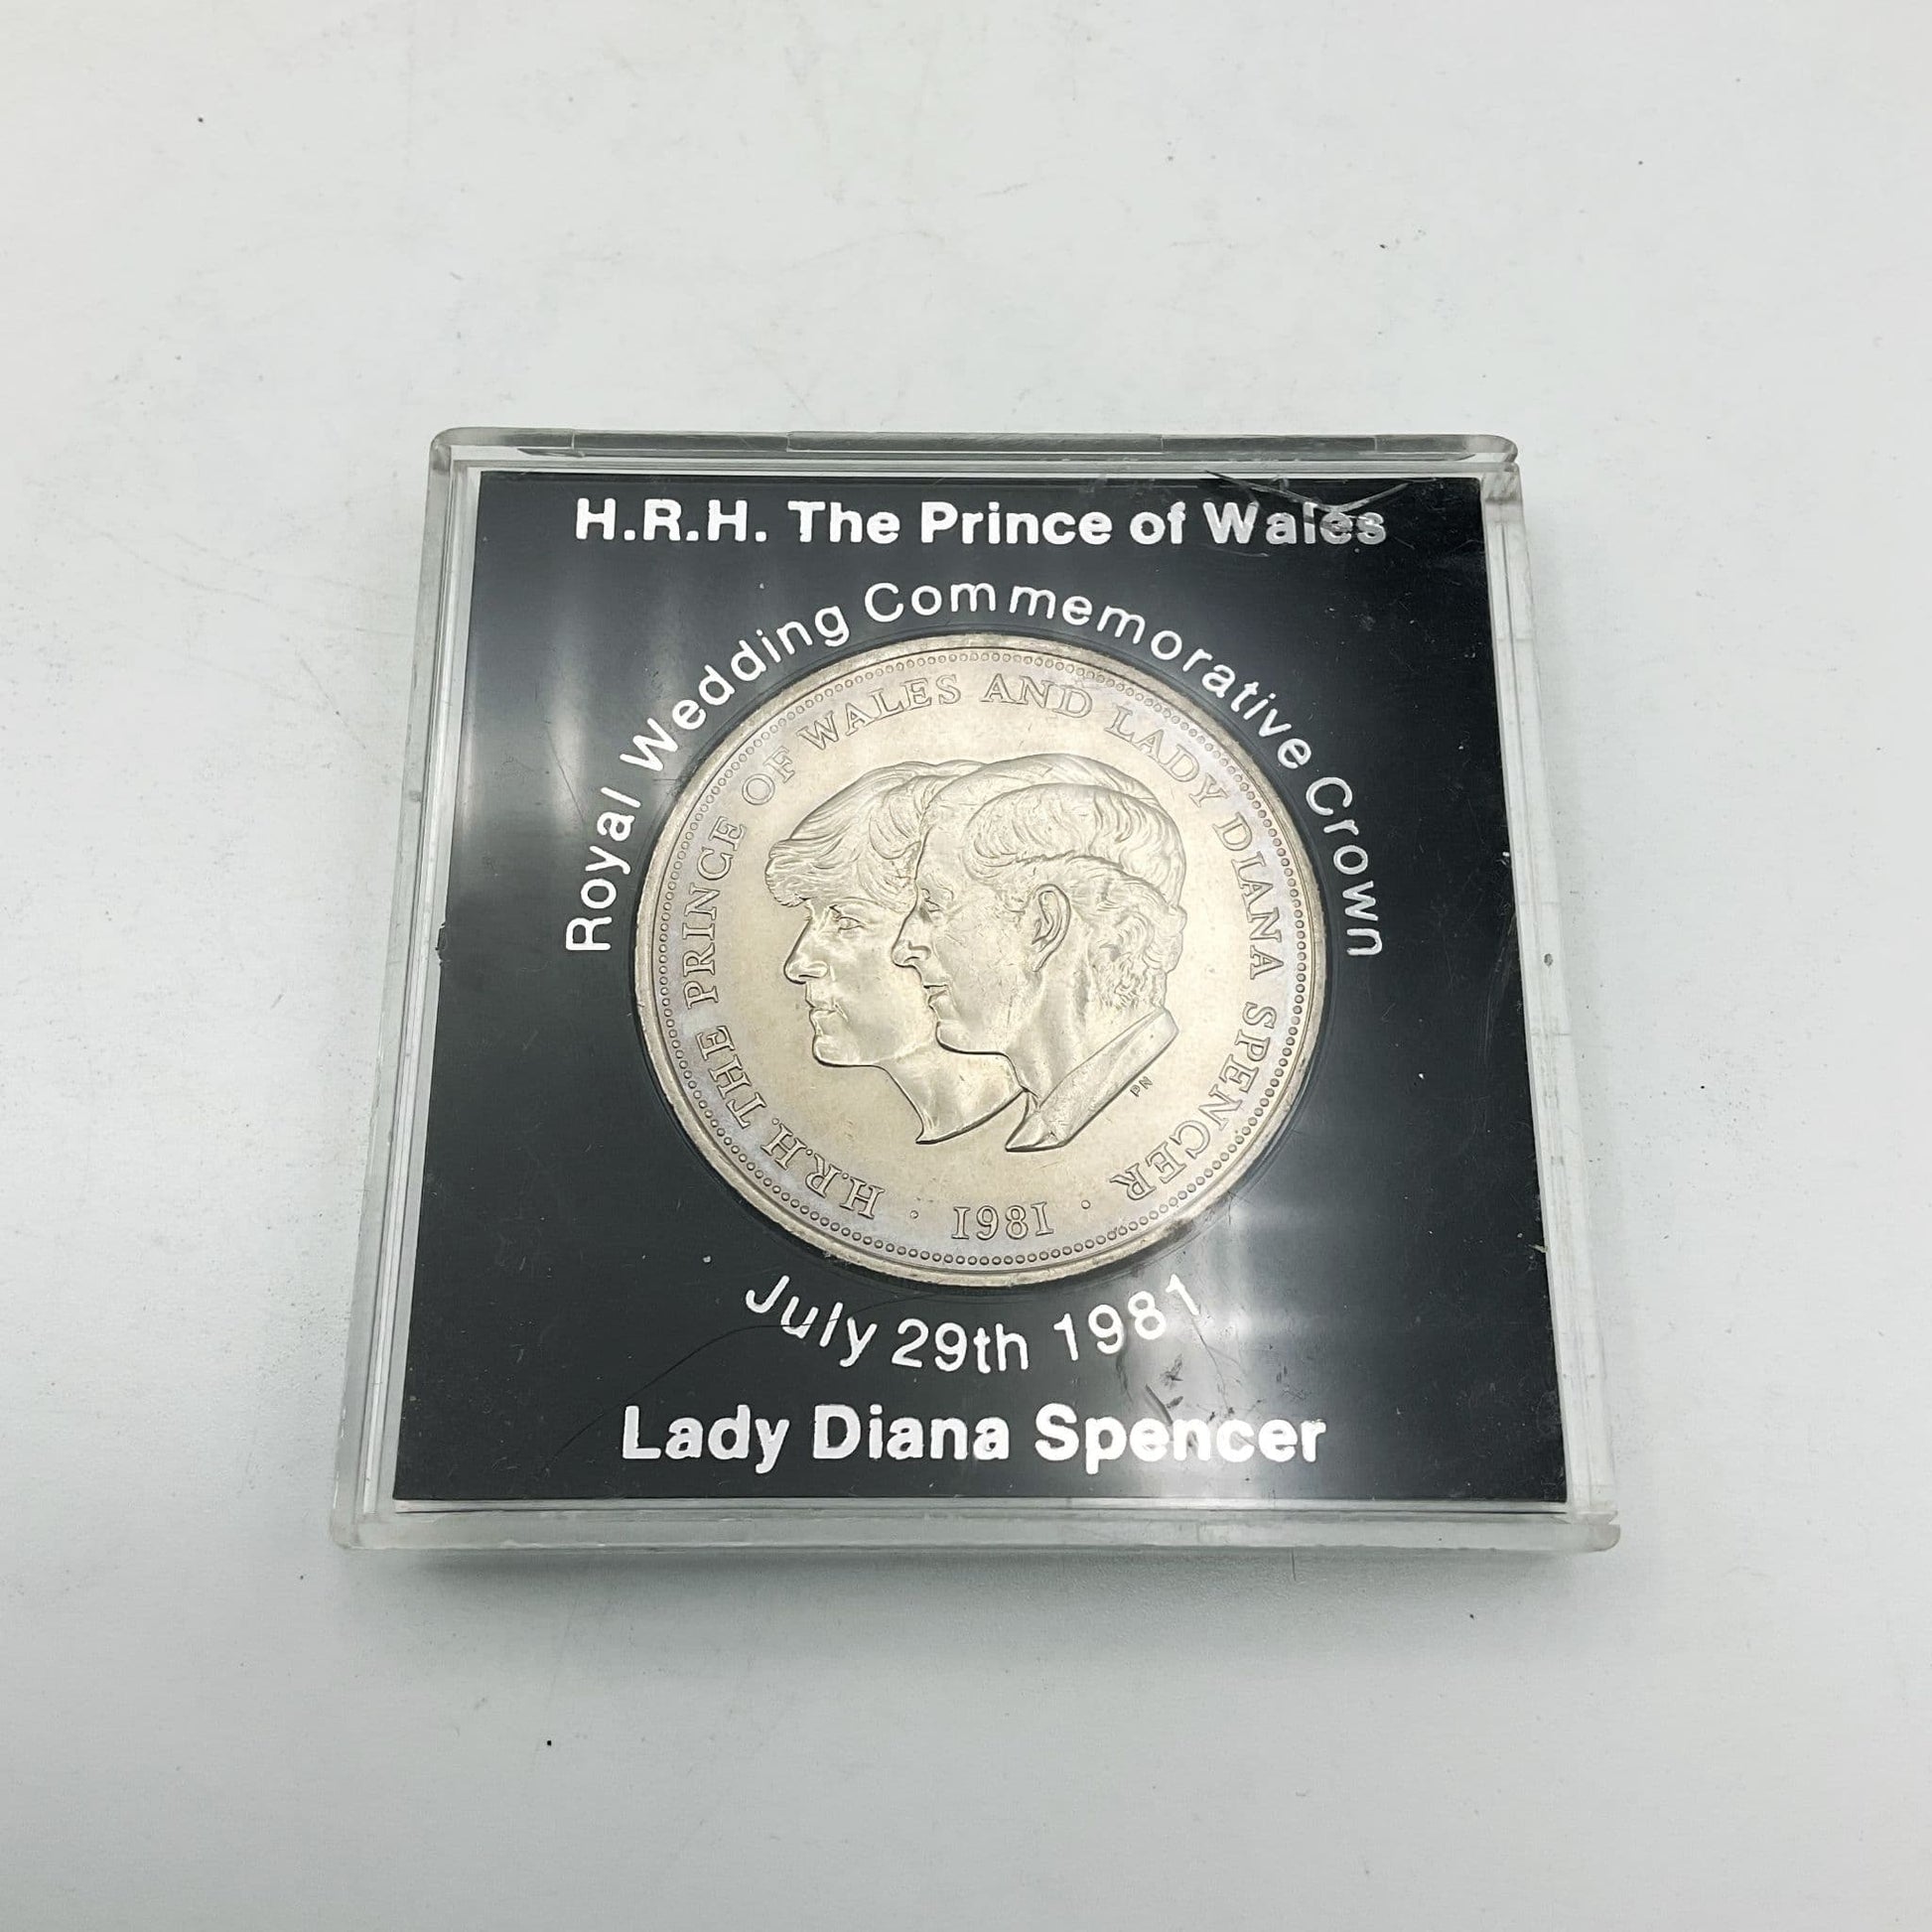 H.R.H. The Prince of Wales
Royal Wedding Commemorative Crown
H.R.H. THE PRINCE OF WALES AND LADY DIANA SPENCER
PN
· 1981 ·
July 29th 1981
Lady Diana Spencer